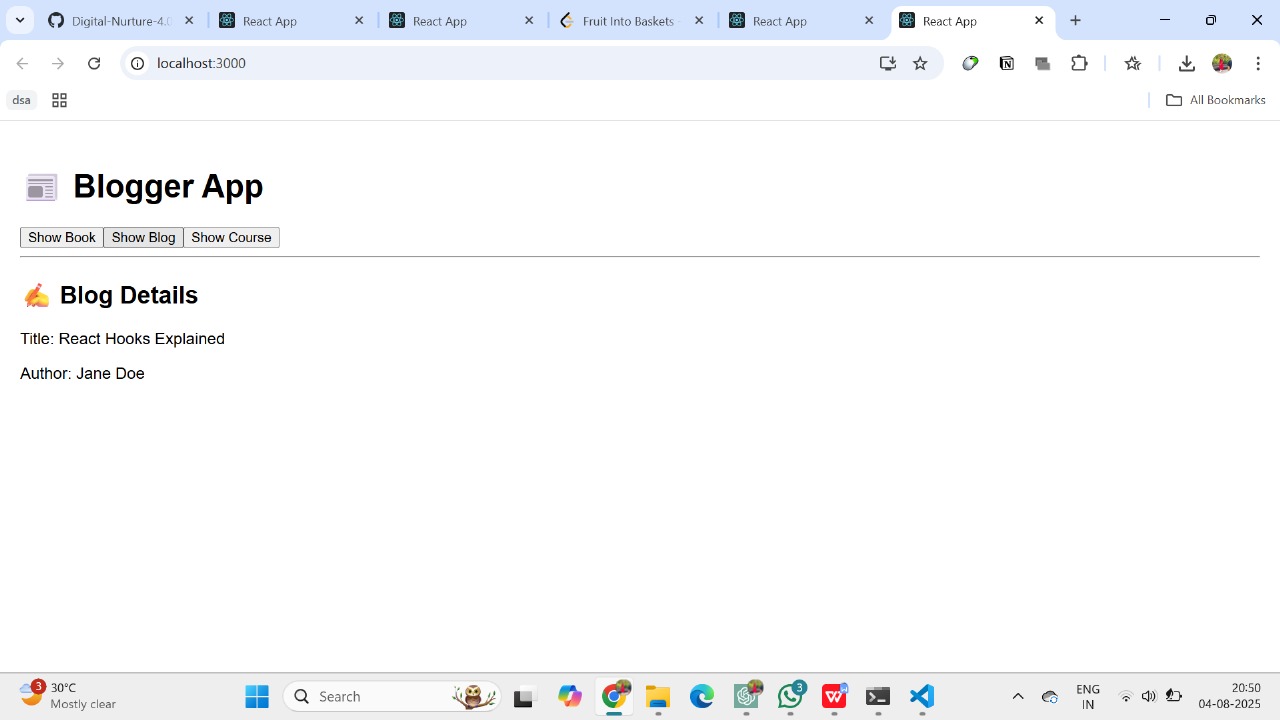 Digital-Nurture-4.0
React App
React App
Fruit Into Baskets
React App
React App
localhost:3000
dsa
All Bookmarks
Blogger App
Show Book Show Blog Show Course
Blog Details
Title: React Hooks Explained
Author: Jane Doe
3
30°C
Mostly clear
Search
3
ENG
IN
20:50
04-08-2025